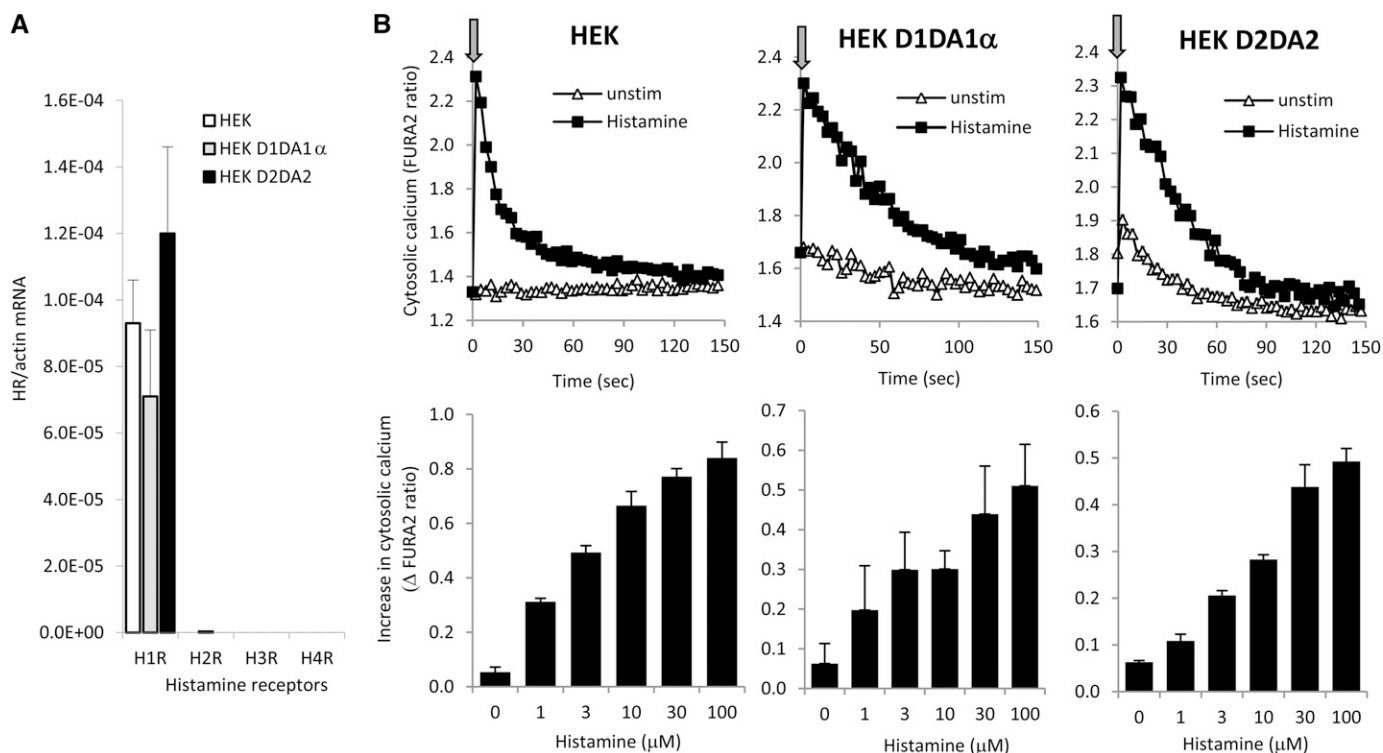 A
HR/actin mRNA
1.6E-04
1.4E-04
1.2E-04
1.0E-04
8.0E-05
6.0E-05
4.0E-05
2.0E-05
0.0E+00
HEK
HEK D1DA1α
HEK D2DA2
H1R H2R H3R H4R
Histamine receptors
B
HEK
Cytosolic calcium (FURA2 ratio)
2.4
2.2
2.0
1.8
1.6
1.4
1.2
unstim
Histamine
0 30 60 90 120 150
Time (sec)
HEK D1DA1α
2.4
2.2
2.0
1.8
1.6
1.4
unstim
Histamine
0 50 100 150
Time (sec)
HEK D2DA2
2.4
2.3
2.2
2.1
2.0
1.9
1.8
1.7
1.6
unstim
Histamine
0 30 60 90 120 150
Time (sec)
Increase in cytosolic calcium
(Δ FURA2 ratio)
1.0
0.8
0.6
0.4
0.2
0.0
0 1 3 10 30 100
Histamine (μM)
0.7
0.6
0.5
0.4
0.3
0.2
0.1
0.0
0 1 3 10 30 100
Histamine (μM)
0.6
0.5
0.4
0.3
0.2
0.1
0.0
0 1 3 10 30 100
Histamine (μM)